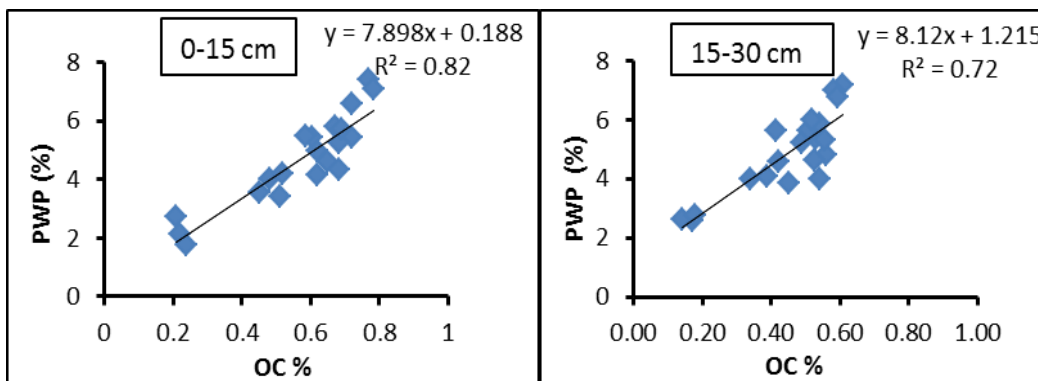 0-15 cm
y = 7.898x + 0.188
R² = 0.82
PWP (%)
8
6
4
2
0
0 0.2 0.4 0.6 0.8 1
OC %
15-30 cm
y = 8.12x + 1.215
R² = 0.72
PWP (%)
8
6
4
2
0
0.00 0.20 0.40 0.60 0.80 1.00
OC %